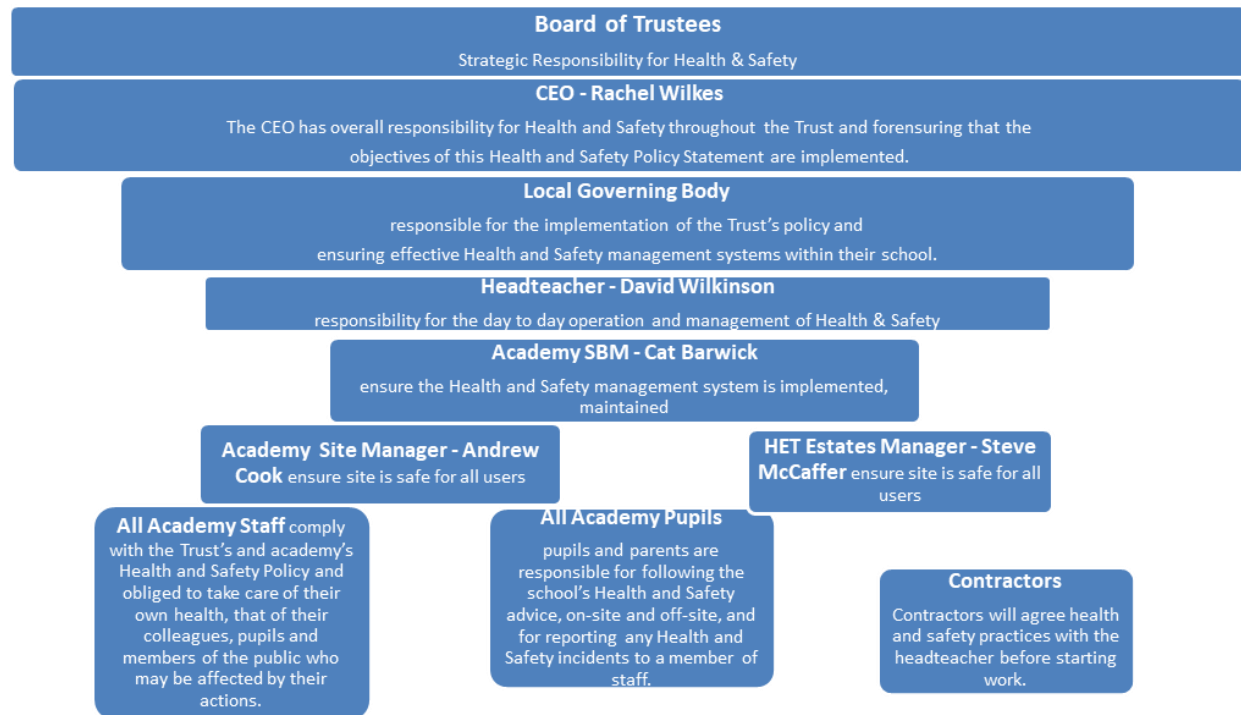 Board of Trustees
Strategic Responsibility for Health & Safety
CEO - Rachel Wilkes
The CEO has overall responsibility for Health and Safety throughout the Trust and forensuring that the
objectives of this Health and Safety Policy Statement are implemented.
Local Governing Body
responsible for the implementation of the Trust's policy and
ensuring effective Health and Safety management systems within their school.
Headteacher - David Wilkinson
responsibility for the day to day operation and management of Health & Safety
Academy SBM - Cat Barwick
ensure the Health and Safety management system is implemented,
maintained
Academy Site Manager - Andrew
Cook ensure site is safe for all users
HET Estates Manager - Steve
McCaffer ensure site is safe for all
users
All Academy Staff comply
with the Trust's and academy's
Health and Safety Policy and
obliged to take care of their
own health, that of their
colleagues, pupils and
members of the public who
may be affected by their
actions.
All Academy Pupils
pupils and parents are
responsible for following the
school's Health and Safety
advice, on-site and off-site, and
for reporting any Health and
Safety incidents to a member of
staff.
Contractors
Contractors will agree health
and safety practices with the
headteacher before starting
work.